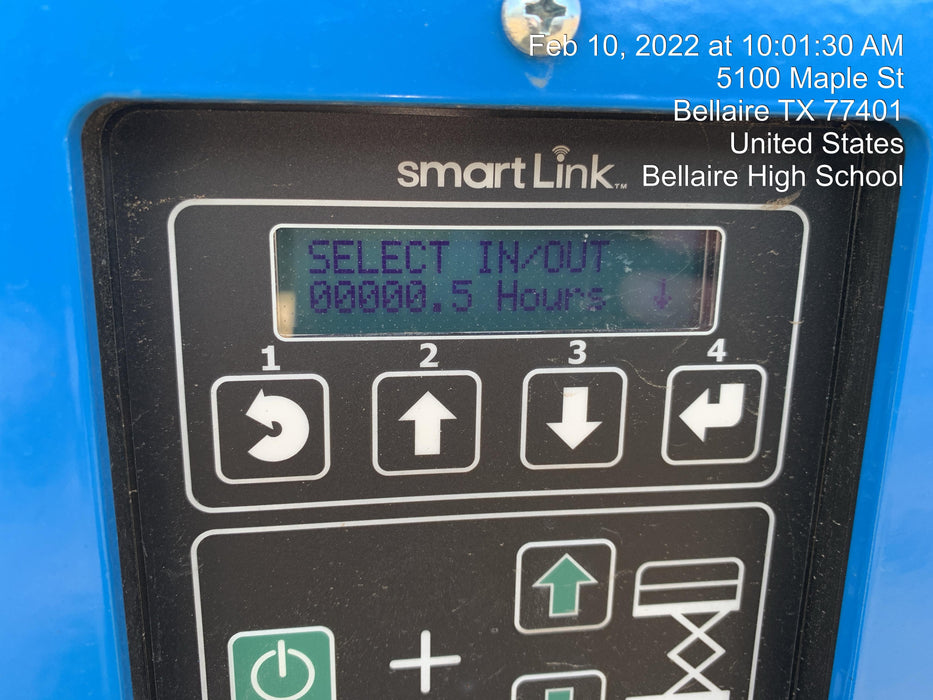 Feb 10, 2022 at 10:01:30 AM
5100 Maple St
Bellaire TX 77401
United States
Bellaire High School
smartLink™
SELECT IN/OUT
00000.5 Hours ↓
1 2 3 4